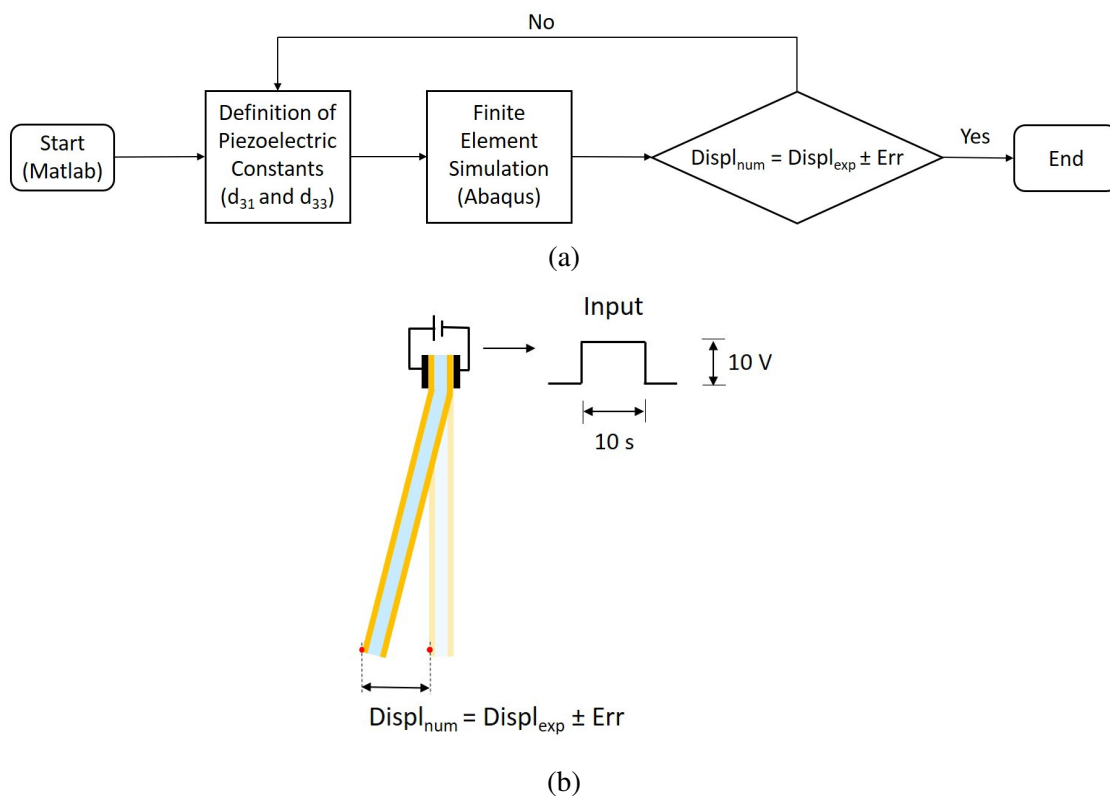 No
Start
(Matlab)
Definition of
Piezoelectric
Constants
(d₃₁ and d₃₃)
Finite
Element
Simulation
(Abaqus)
Displₙᵤₘ = Displₑₓₚ ± Err
Yes
End
(a)
Input
10 V
10 s
Displₙᵤₘ = Displₑₓₚ ± Err
(b)